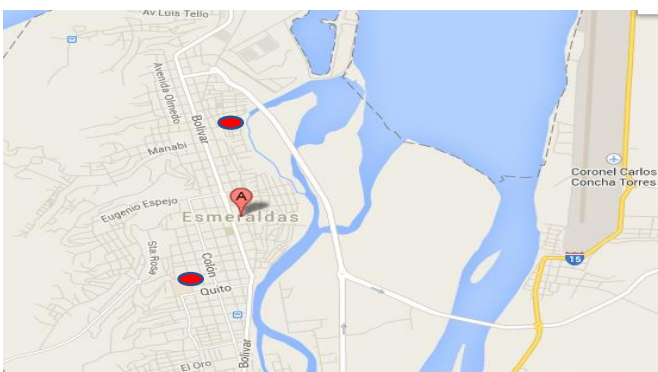 Av Luis Tello
Avenida Olmedo
Bolívar
Manabí
A
Eugenio Espejo
Esmeraldas
Sta Rosa
Colón
Quito
El Oro
Bolívar
Coronel Carlos
Concha Torres
15